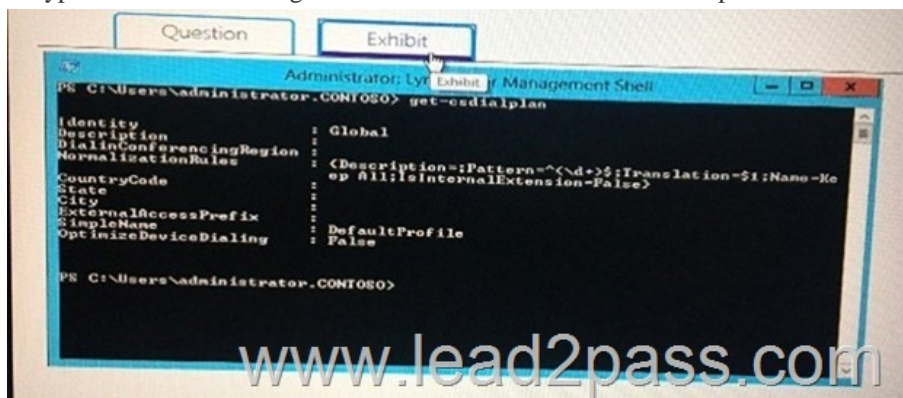 Question Exhibit
Administrator: Ly Exhibit r Management Shell
PS C:\Users\administrator.CONTOSO> get-csdialplan
Identity : Global
Description :
DialinConferencingRegion :
NormalizationRules : {Description=;Pattern=^(\d+)$;Translation=$1;Name=Ke
ep All;IsInternalExtension=False}
CountryCode :
State :
City :
ExternalAccessPrefix :
SimpleName : DefaultProfile
OptimizeDeviceDialing : False
PS C:\Users\administrator.CONTOSO>
www.lead2pass.com